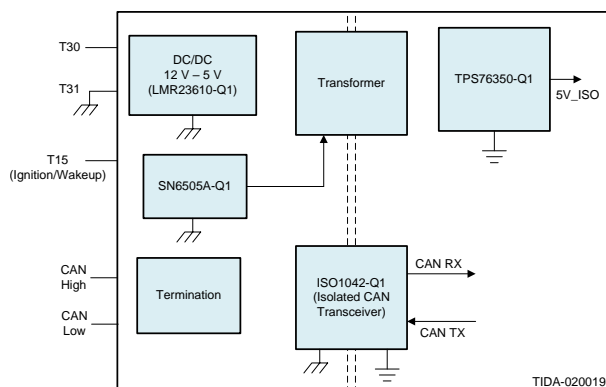 T30
T31
T15
(Ignition/Wakeup)
CAN
High
CAN
Low
DC/DC
12 V – 5 V
(LMR23610-Q1)
SN6505A-Q1
Termination
Transformer
ISO1042-Q1
(Isolated CAN
Transceiver)
TPS76350-Q1
5V_ISO
CAN RX
CAN TX
TIDA-020019